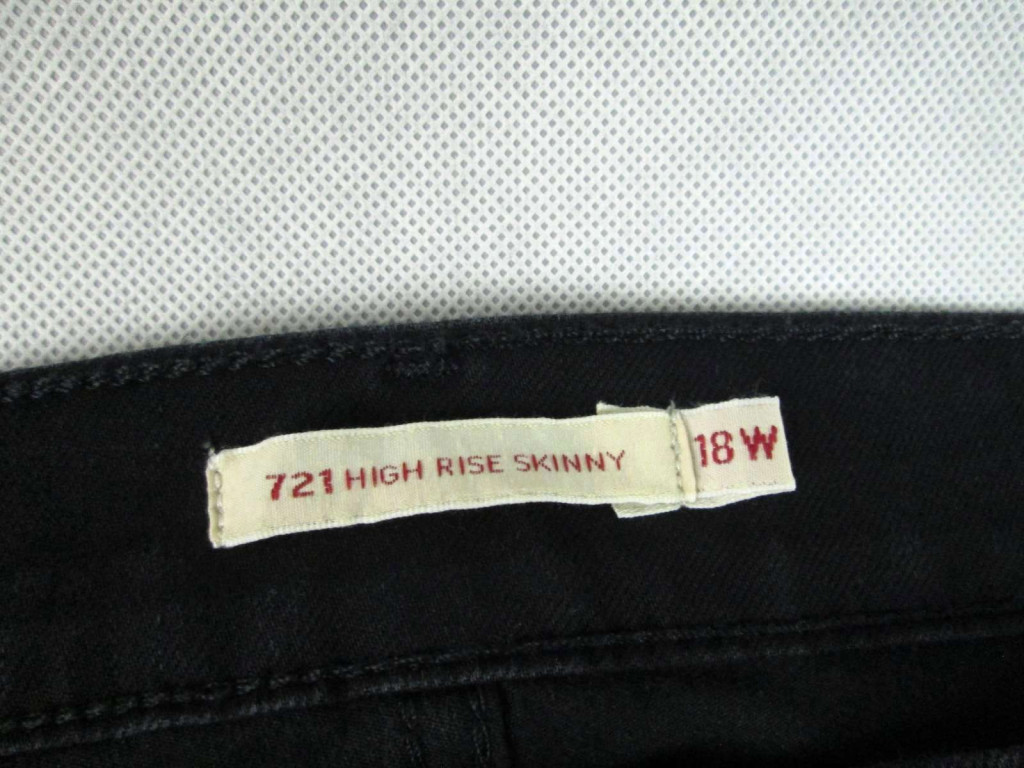 721 HIGH RISE SKINNY 18 W